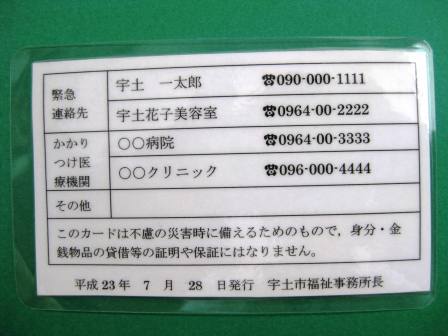 緊急
連絡先
宇土　一太郎　☎090-000-1111
宇土花子美容室　☎0964-00-2222
かかり
つけ医
療機関
○○病院　☎0964-00-3333
○○クリニック　☎096-000-4444
その他
このカードは不慮の災害時に備えるためのもので，身分・金
銭物品の貸借等の証明や保証にはなりません。
平成23年　7　月　28　日発行　宇土市福祉事務所長